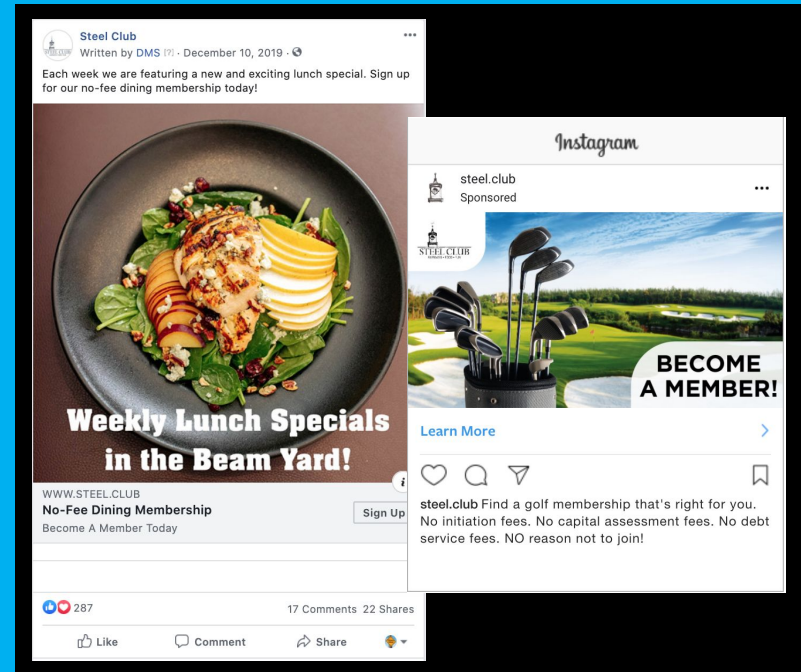 Steel Club
Written by DMS [?] · December 10, 2019 ·
Each week we are featuring a new and exciting lunch special. Sign up
for our no-fee dining membership today!
Weekly Lunch Specials
in the Beam Yard!
i
WWW.STEEL.CLUB
No-Fee Dining Membership
Become A Member Today
Sign Up
287
17 Comments 22 Shares
Like Comment Share
Instagram
steel.club
Sponsored
STEEL CLUB
BECOME
A MEMBER!
Learn More
steel.club Find a golf membership that's right for you.
No initiation fees. No capital assessment fees. No debt
service fees. NO reason not to join!